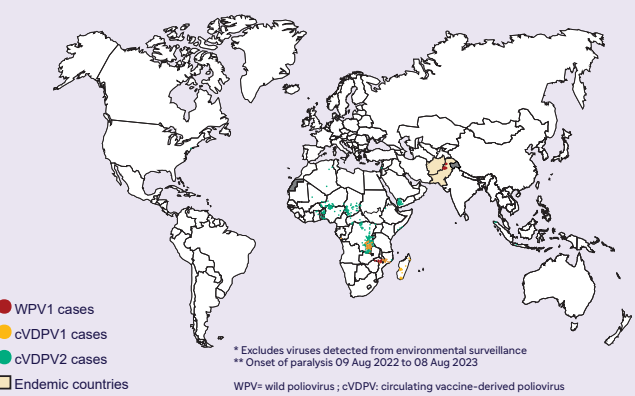 WPV1 cases
cVDPV1 cases
cVDPV2 cases
Endemic countries
* Excludes viruses detected from environmental surveillance
** Onset of paralysis 09 Aug 2022 to 08 Aug 2023
WPV= wild poliovirus ; cVDPV: circulating vaccine-derived poliovirus